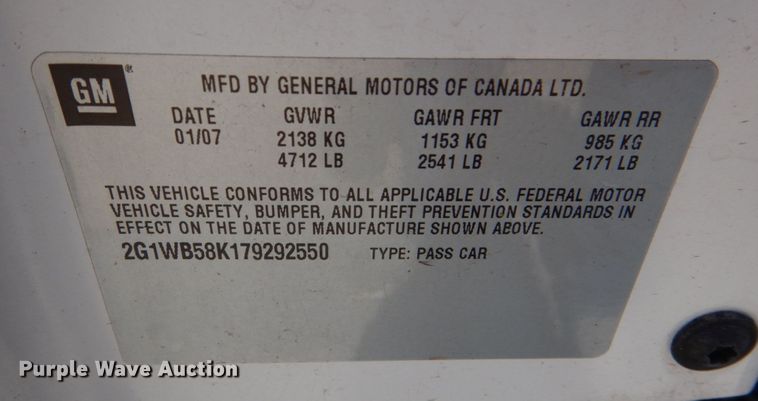 GM®
MFD BY GENERAL MOTORS OF CANADA LTD.
DATE GVWR GAWR FRT GAWR RR
01/07 2138 KG 1153 KG 985 KG
4712 LB 2541 LB 2171 LB
THIS VEHICLE CONFORMS TO ALL APPLICABLE U.S. FEDERAL MOTOR
VEHICLE SAFETY, BUMPER, AND THEFT PREVENTION STANDARDS IN
EFFECT ON THE DATE OF MANUFACTURE SHOWN ABOVE.
2G1WB58K179292550 TYPE: PASS CAR
Purple Wave Auction